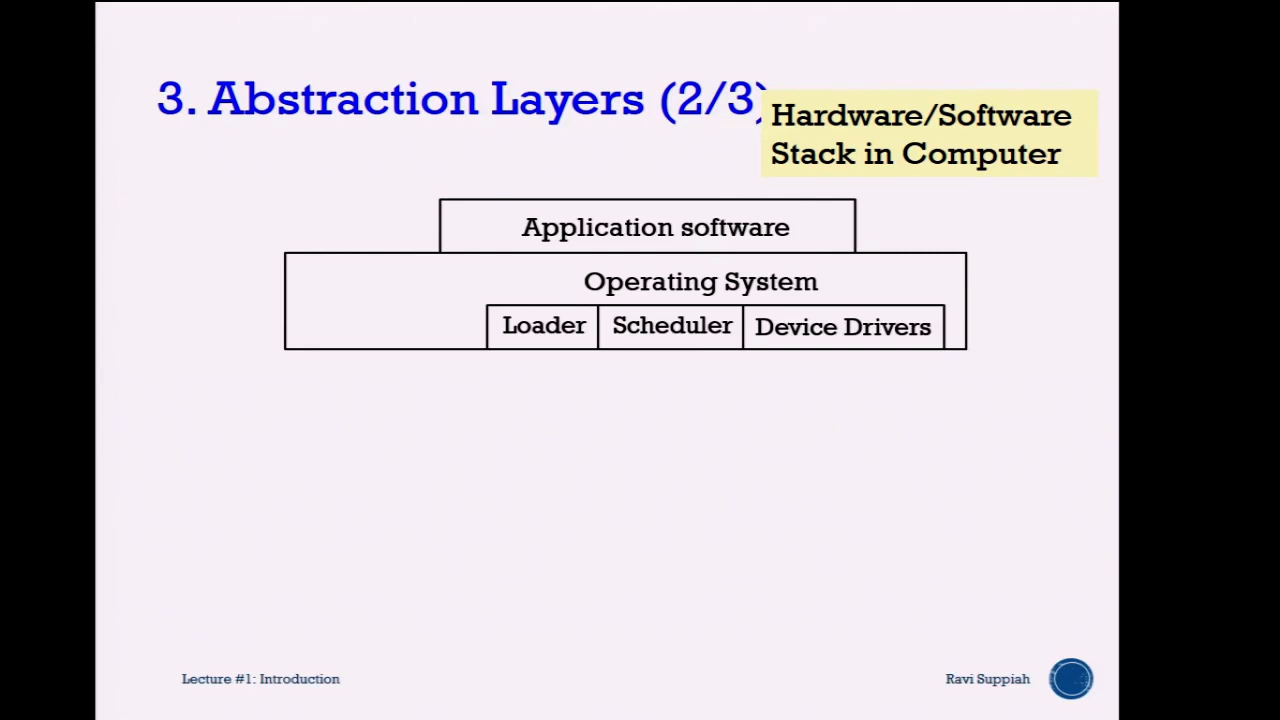 3. Abstraction Layers (2/3)
Hardware/Software
Stack in Computer
Application software
Operating System
Loader
Scheduler
Device Drivers
Lecture #1: Introduction
Ravi Suppiah